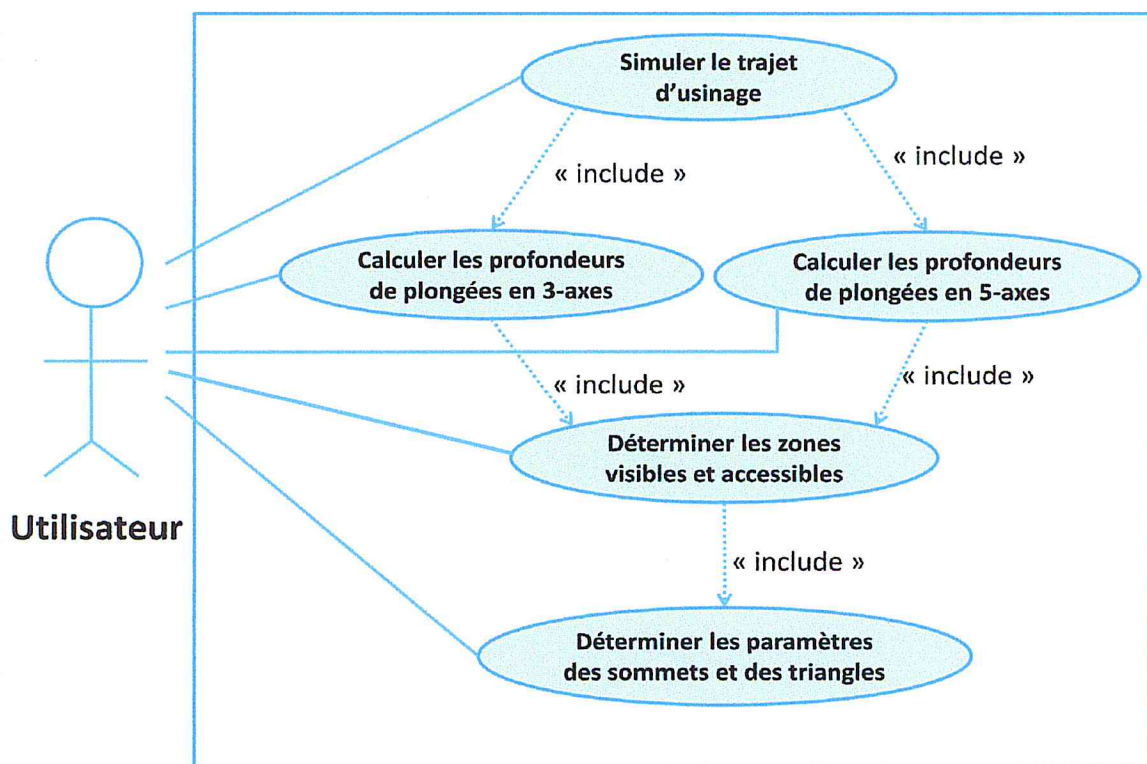 Simuler le trajet
d'usinage
« include »
« include »
Calculer les profondeurs
de plongées en 3-axes
Calculer les profondeurs
de plongées en 5-axes
« include »
« include »
Déterminer les zones
visibles et accessibles
Utilisateur
« include »
Déterminer les paramètres
des sommets et des triangles